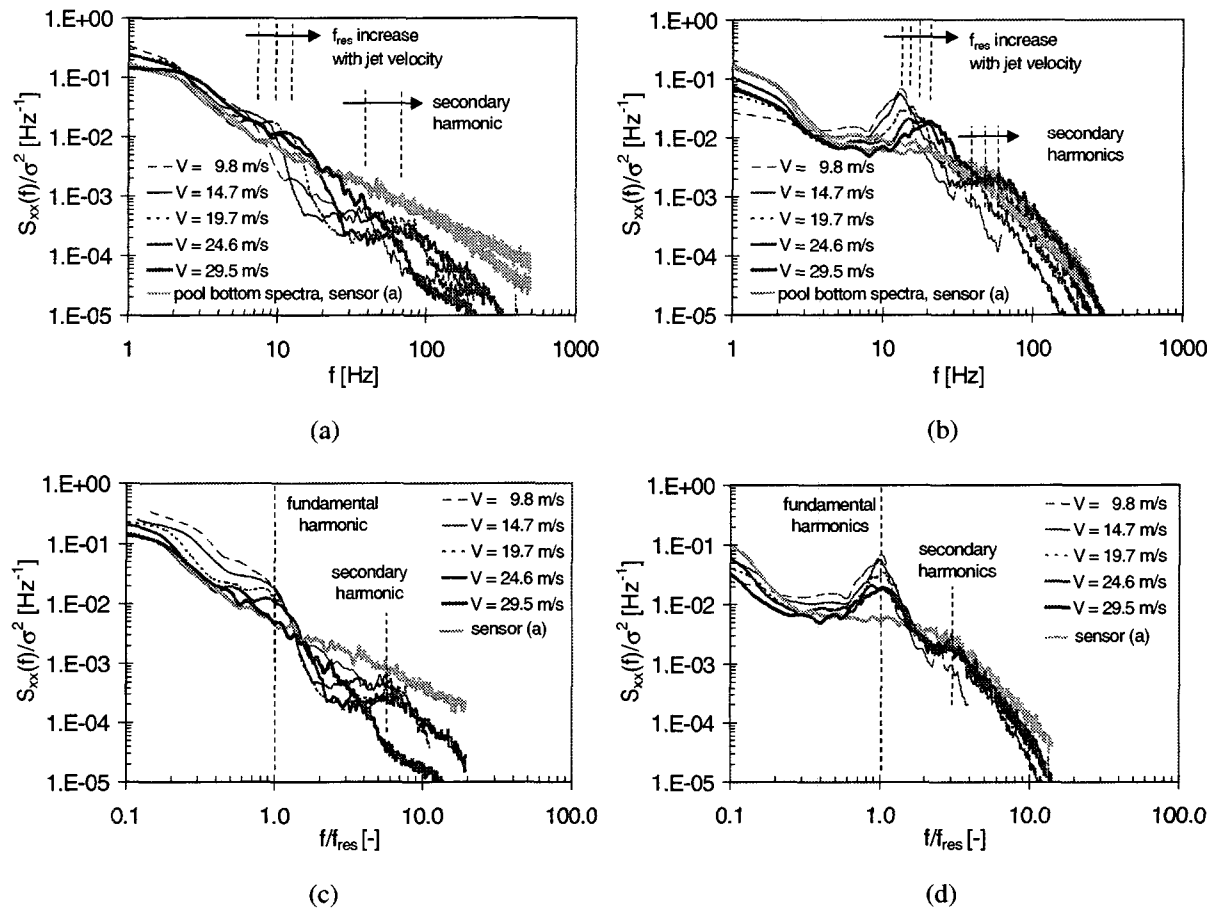 (a)
1.E+00
1.E-01
1.E-02
1.E-03
1.E-04
1.E-05
Sxx(f)/σ² [Hz⁻¹]
fres increase
with jet velocity
secondary
harmonic
V = 9.8 m/s
V = 14.7 m/s
V = 19.7 m/s
V = 24.6 m/s
V = 29.5 m/s
pool bottom spectra, sensor (a)
1 10 100 1000
f [Hz]
(a)
(b)
1.E+00
1.E-01
1.E-02
1.E-03
1.E-04
1.E-05
Sxx(f)/σ² [Hz⁻¹]
fres increase
with jet velocity
secondary
harmonics
V = 9.8 m/s
V = 14.7 m/s
V = 19.7 m/s
V = 24.6 m/s
V = 29.5 m/s
pool bottom spectra, sensor (a)
1 10 100 1000
f [Hz]
(b)
1.E+00
1.E-01
1.E-02
1.E-03
1.E-04
1.E-05
Sxx(f)/σ² [Hz⁻¹]
fundamental
harmonic
secondary
harmonic
V = 9.8 m/s
V = 14.7 m/s
V = 19.7 m/s
V = 24.6 m/s
V = 29.5 m/s
sensor (a)
0.1 1.0 10.0 100.0
f/fres [-]
(c)
1.E+00
1.E-01
1.E-02
1.E-03
1.E-04
1.E-05
Sxx(f)/σ² [Hz⁻¹]
fundamental
harmonics
secondary
harmonics
V = 9.8 m/s
V = 14.7 m/s
V = 19.7 m/s
V = 24.6 m/s
V = 29.5 m/s
sensor (a)
0.1 1.0 10.0 100.0
f/fres [-]
(d)